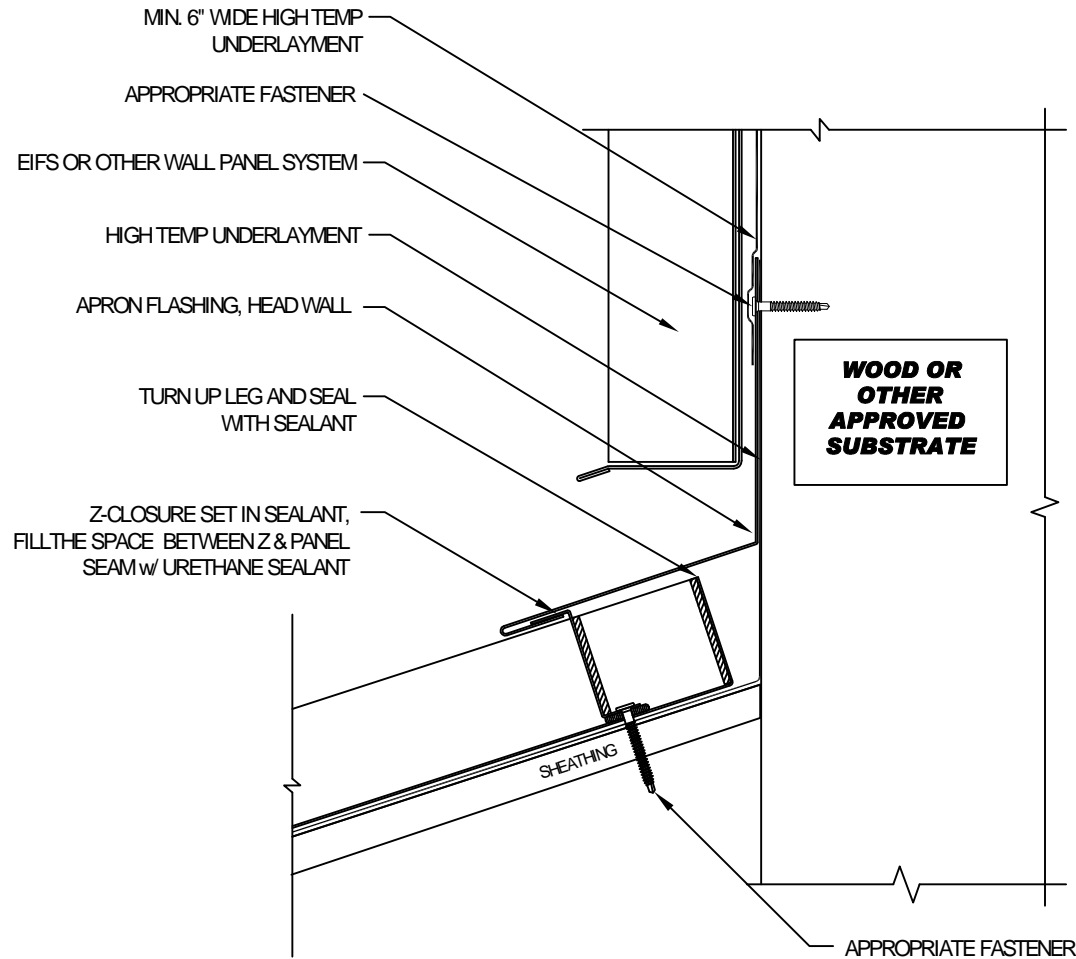 MIN. 6" WIDE HIGH TEMP
UNDERLAYMENT
APPROPRIATE FASTENER
EIFS OR OTHER WALL PANEL SYSTEM
HIGH TEMP UNDERLAYMENT
APRON FLASHING, HEAD WALL
TURN UP LEG AND SEAL
WITH SEALANT
Z-CLOSURE SET IN SEALANT,
FILL THE SPACE BETWEEN Z & PANEL
SEAM w/ URETHANE SEALANT
WOOD OR
OTHER
APPROVED
SUBSTRATE
SHEATHING
APPROPRIATE FASTENER